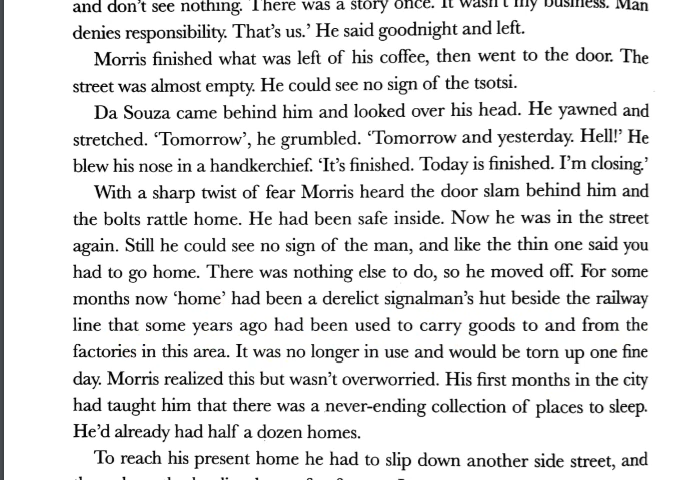 and don't see nothing. There was a story once. It wasn't my business. Man
denies responsibility. That's us.' He said goodnight and left.
Morris finished what was left of his coffee, then went to the door. The
street was almost empty. He could see no sign of the tsotsi.
Da Souza came behind him and looked over his head. He yawned and
stretched. 'Tomorrow', he grumbled. 'Tomorrow and yesterday. Hell!' He
blew his nose in a handkerchief. 'It's finished. Today is finished. I'm closing.'
With a sharp twist of fear Morris heard the door slam behind him and
the bolts rattle home. He had been safe inside. Now he was in the street
again. Still he could see no sign of the man, and like the thin one said you
had to go home. There was nothing else to do, so he moved off. For some
months now 'home' had been a derelict signalman's hut beside the railway
line that some years ago had been used to carry goods to and from the
factories in this area. It was no longer in use and would be torn up one fine
day. Morris realized this but wasn't overworried. His first months in the city
had taught him that there was a never-ending collection of places to sleep.
He'd already had half a dozen homes.
To reach his present home he had to slip down another side street, and